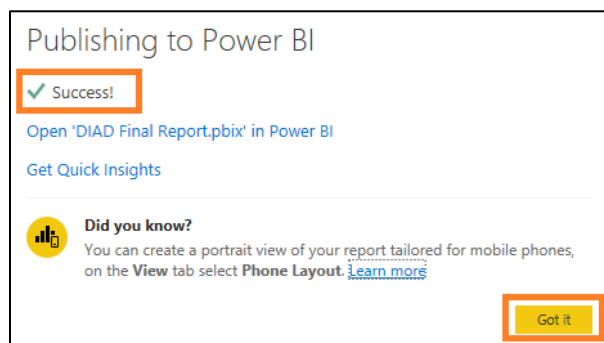 Publishing to Power BI
Success!
Open 'DIAD Final Report.pbix' in Power BI
Get Quick Insights
Did you know?
You can create a portrait view of your report tailored for mobile phones,
on the View tab select Phone Layout. Learn more
Got it